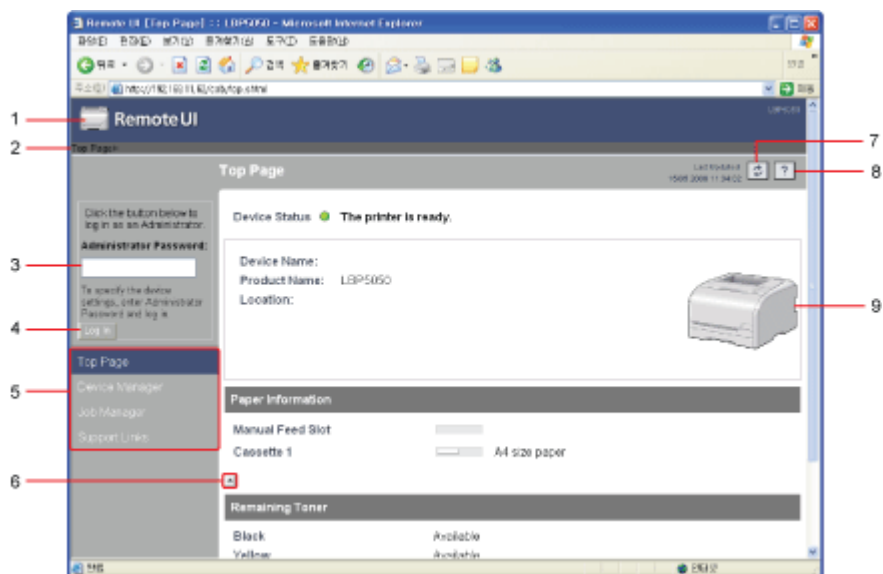 Remote UI [Top Page] : : LBP5050 - Microsoft Internet Explorer
1
Remote UI
LBP5050
2
Top Page>
7
Top Page
Last Updated:
8
Click the button below to
log in as an Administrator.
Device Status The printer is ready.
Administrator Password:
3
Device Name:
Product Name: LBP5050
Location:
To specify the device
settings, enter Administrator
Password and log in.
9
4
Log In
5
Top Page
Device Manager
Job Manager
Support Links
Paper Information
Manual Feed Slot
Cassette 1 A4 size paper
6
Remaining Toner
Black Available
Yellow Available